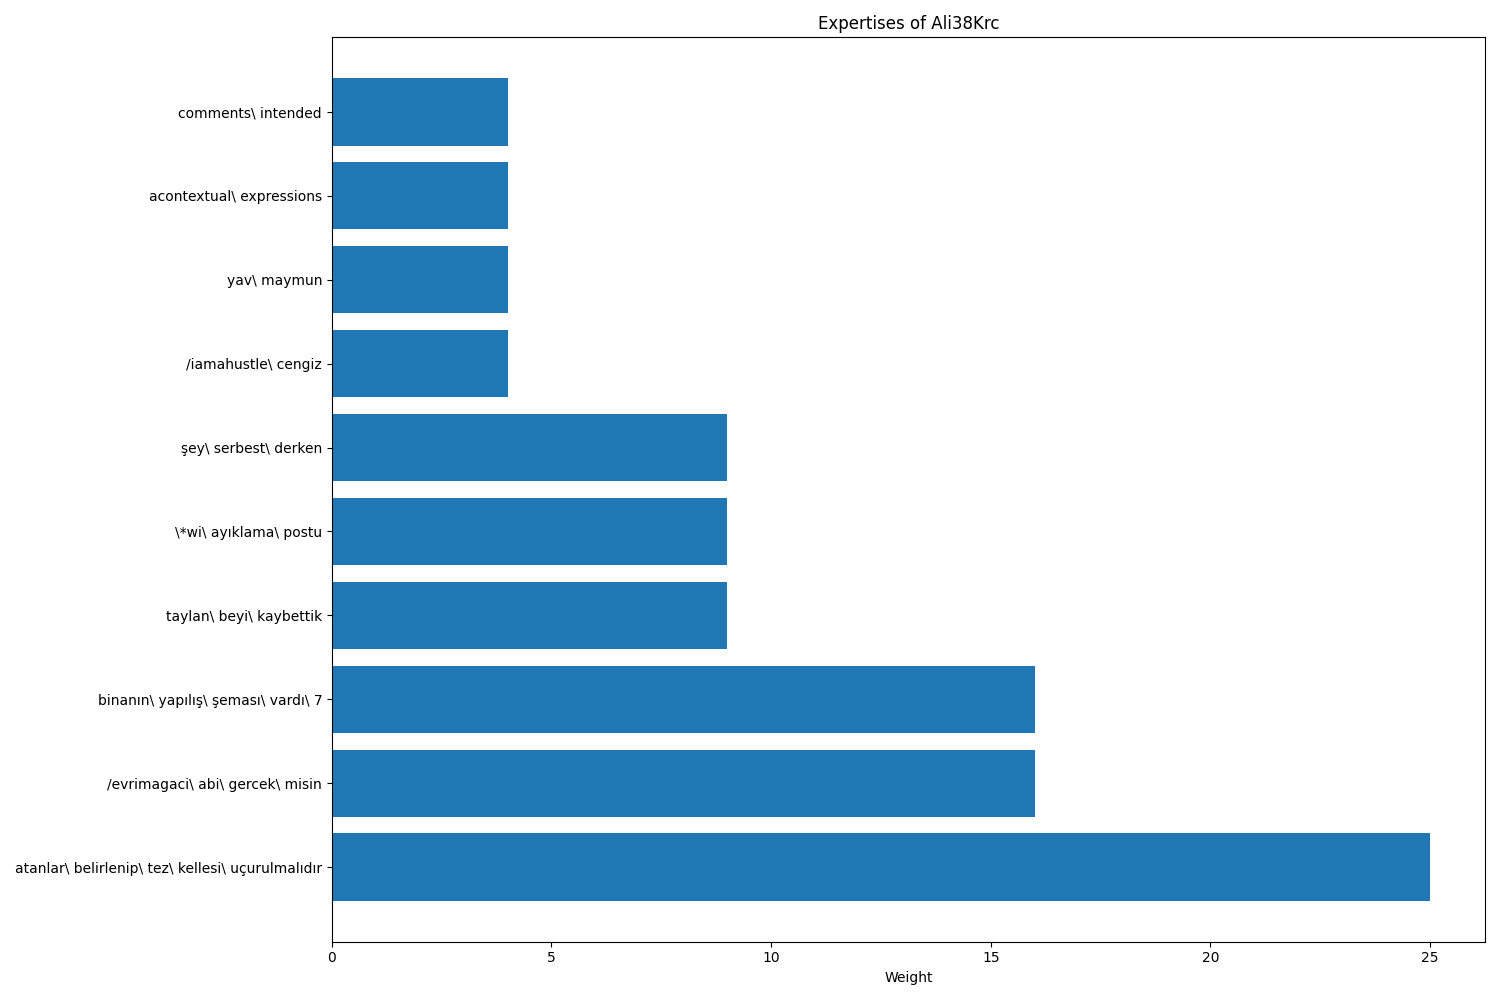 Expertises of Ali38Krc
comments\ intended
acontextual\ expressions
yav\ maymun
/iamahustle\ cengiz
şey\ serbest\ derken
\*wi\ ayıklama\ postu
taylan\ beyi\ kaybettik
binanın\ yapılış\ şeması\ vardı\ 7
/evrimagaci\ abi\ gercek\ misin
atanlar\ belirlenip\ tez\ kellesi\ uçurulmalıdır
0 5 10 15 20 25
Weight